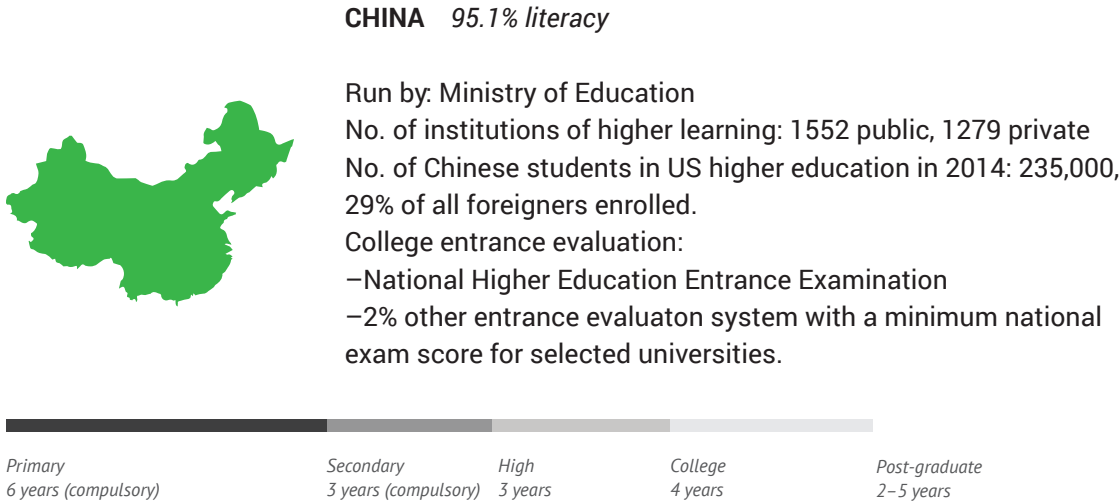 CHINA 95.1% literacy
Run by: Ministry of Education
No. of institutions of higher learning: 1552 public, 1279 private
No. of Chinese students in US higher education in 2014: 235,000,
29% of all foreigners enrolled.
College entrance evaluation:
–National Higher Education Entrance Examination
–2% other entrance evaluaton system with a minimum national
exam score for selected universities.
Primary
6 years (compulsory)
Secondary
3 years (compulsory)
High
3 years
College
4 years
Post-graduate
2–5 years